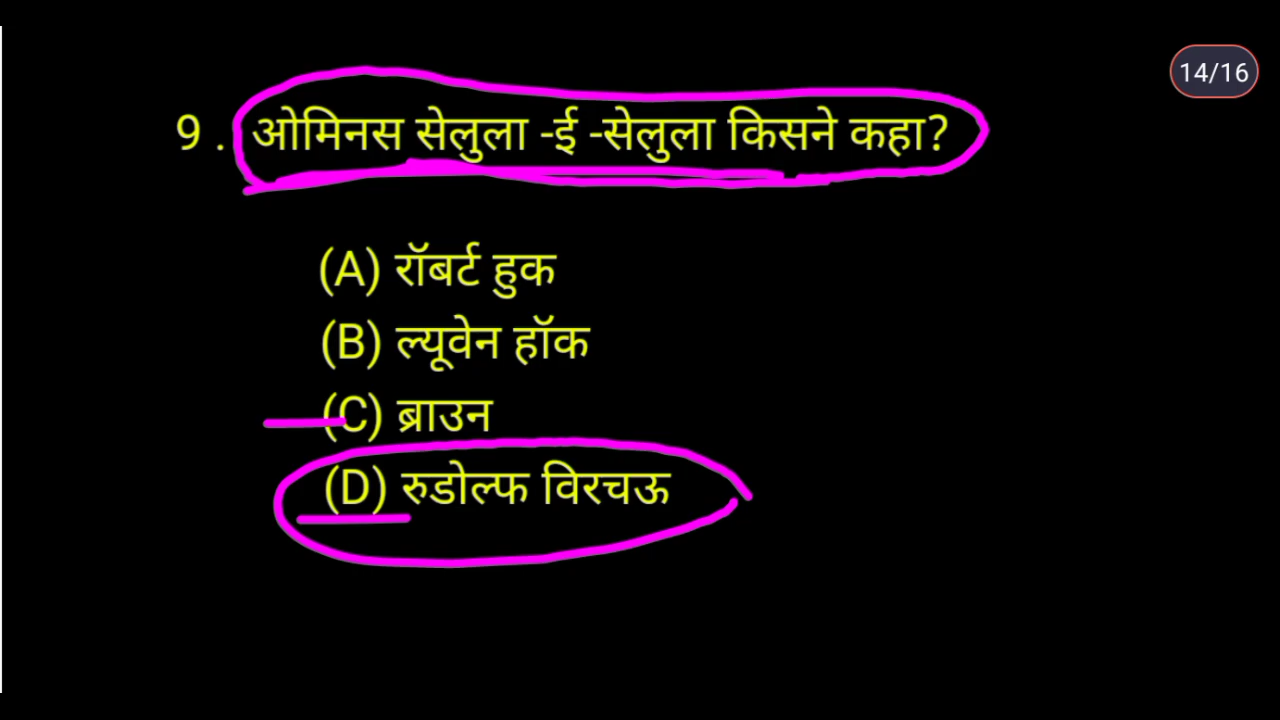 14/16
9 . ओमिनस सेलुला -ई -सेलुला किसने कहा?
(A) रॉबर्ट हुक
(B) ल्यूवेन हॉक
(C) ब्राउन
(D) रुडोल्फ विरचऊ